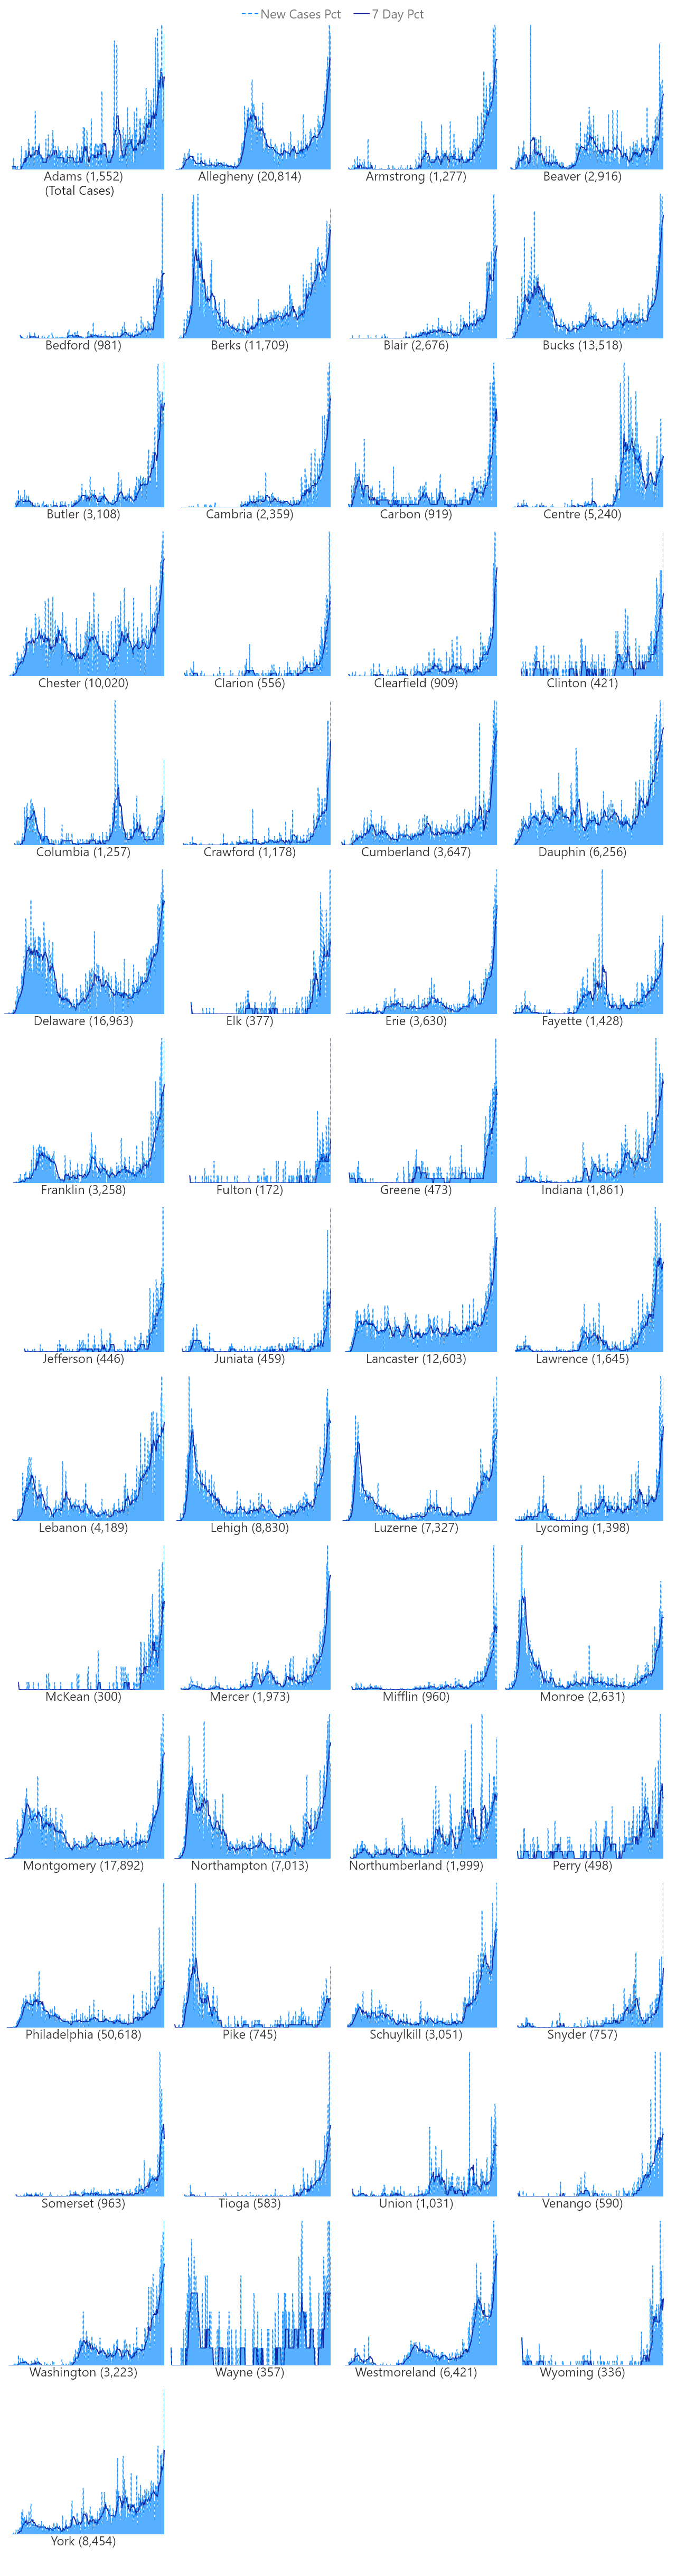 New Cases Pct 7 Day Pct
Adams (1,552) Allegheny (20,814) Armstrong (1,277) Beaver (2,916)
(Total Cases)
Bedford (981) Berks (11,709) Blair (2,676) Bucks (13,518)
Butler (3,108) Cambria (2,359) Carbon (919) Centre (5,240)
Chester (10,020) Clarion (556) Clearfield (909) Clinton (421)
Columbia (1,257) Crawford (1,178) Cumberland (3,647) Dauphin (6,256)
Delaware (16,963) Elk (377) Erie (3,630) Fayette (1,428)
Franklin (3,258) Fulton (172) Greene (473) Indiana (1,861)
Jefferson (446) Juniata (459) Lancaster (12,603) Lawrence (1,645)
Lebanon (4,189) Lehigh (8,830) Luzerne (7,327) Lycoming (1,398)
McKean (300) Mercer (1,973) Mifflin (960) Monroe (2,631)
Montgomery (17,892) Northampton (7,013) Northumberland (1,999) Perry (498)
Philadelphia (50,618) Pike (745) Schuylkill (3,051) Snyder (757)
Somerset (963) Tioga (583) Union (1,031) Venango (590)
Washington (3,223) Wayne (357) Westmoreland (6,421) Wyoming (336)
York (8,454)